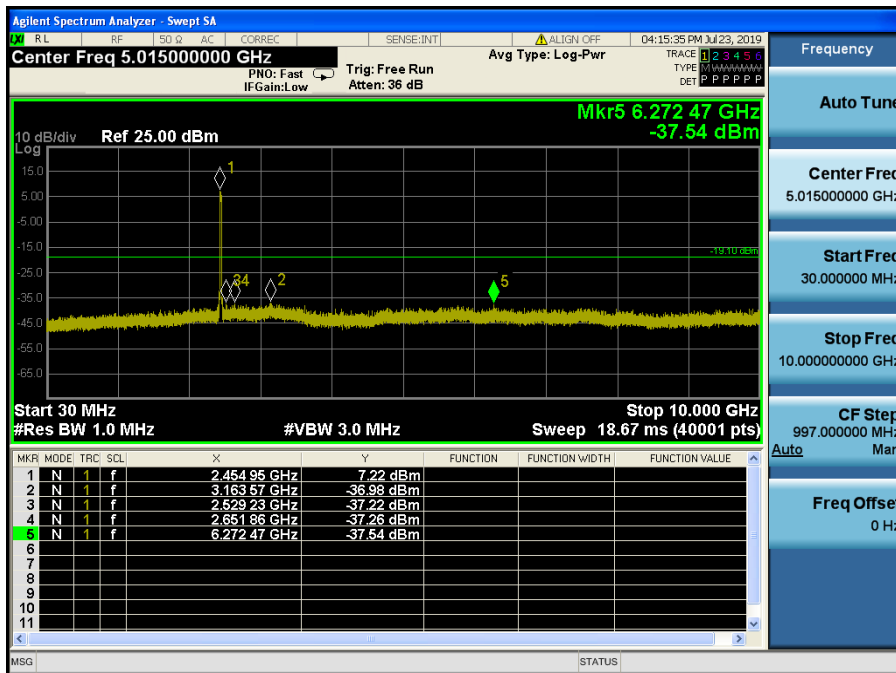 Agilent Spectrum Analyzer - Swept SA
LXI RL RF 50 Ω AC CORREC SENSE:INT ALIGN OFF 04:15:35 PM Jul 23, 2019
Center Freq 5.015000000 GHz
PNO: Fast
IFGain:Low
Trig: Free Run
Atten: 36 dB
Avg Type: Log-Pwr
TRACE 1 2 3 4 5 6
TYPE M WWWWW
DET P P P P P P
Mkr5 6.272 47 GHz
-37.54 dBm
10 dB/div Ref 25.00 dBm
Log
15.0
5.00
-5.00
-15.0
-25.0
-35.0
-45.0
-55.0
-65.0
1
34
2
5
-19.10 dBm
Start 30 MHz Stop 10.000 GHz
#Res BW 1.0 MHz #VBW 3.0 MHz Sweep 18.67 ms (40001 pts)
MKR MODE TRC SCL X Y FUNCTION FUNCTION WIDTH FUNCTION VALUE
1 N 1 f 2.454 95 GHz 7.22 dBm
2 N 1 f 3.163 57 GHz -36.98 dBm
3 N 1 f 2.529 23 GHz -37.22 dBm
4 N 1 f 2.651 86 GHz -37.26 dBm
5 N 1 f 6.272 47 GHz -37.54 dBm
6
7
8
9
10
11
MSG STATUS
Frequency
Auto Tune
Center Freq
5.015000000 GHz
Start Freq
30.000000 MHz
Stop Freq
10.000000000 GHz
CF Step
997.000000 MHz
Auto Man
Freq Offset
0 Hz